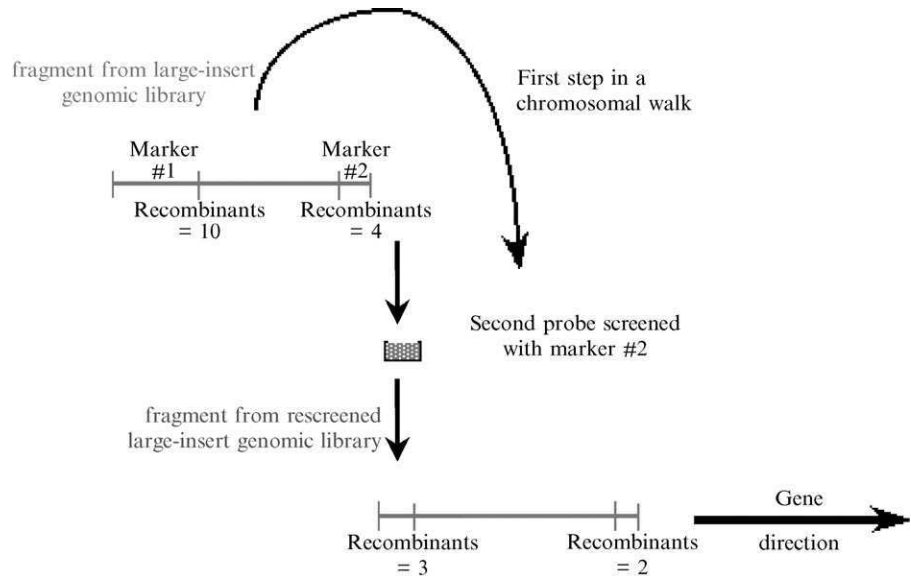 fragment from large-insert
genomic library
First step in a
chromosomal walk
Marker
#1
Marker
#2
Recombinants
= 10
Recombinants
= 4
Second probe screened
with marker #2
fragment from rescreened
large-insert genomic library
Gene
direction
Recombinants
= 3
Recombinants
= 2